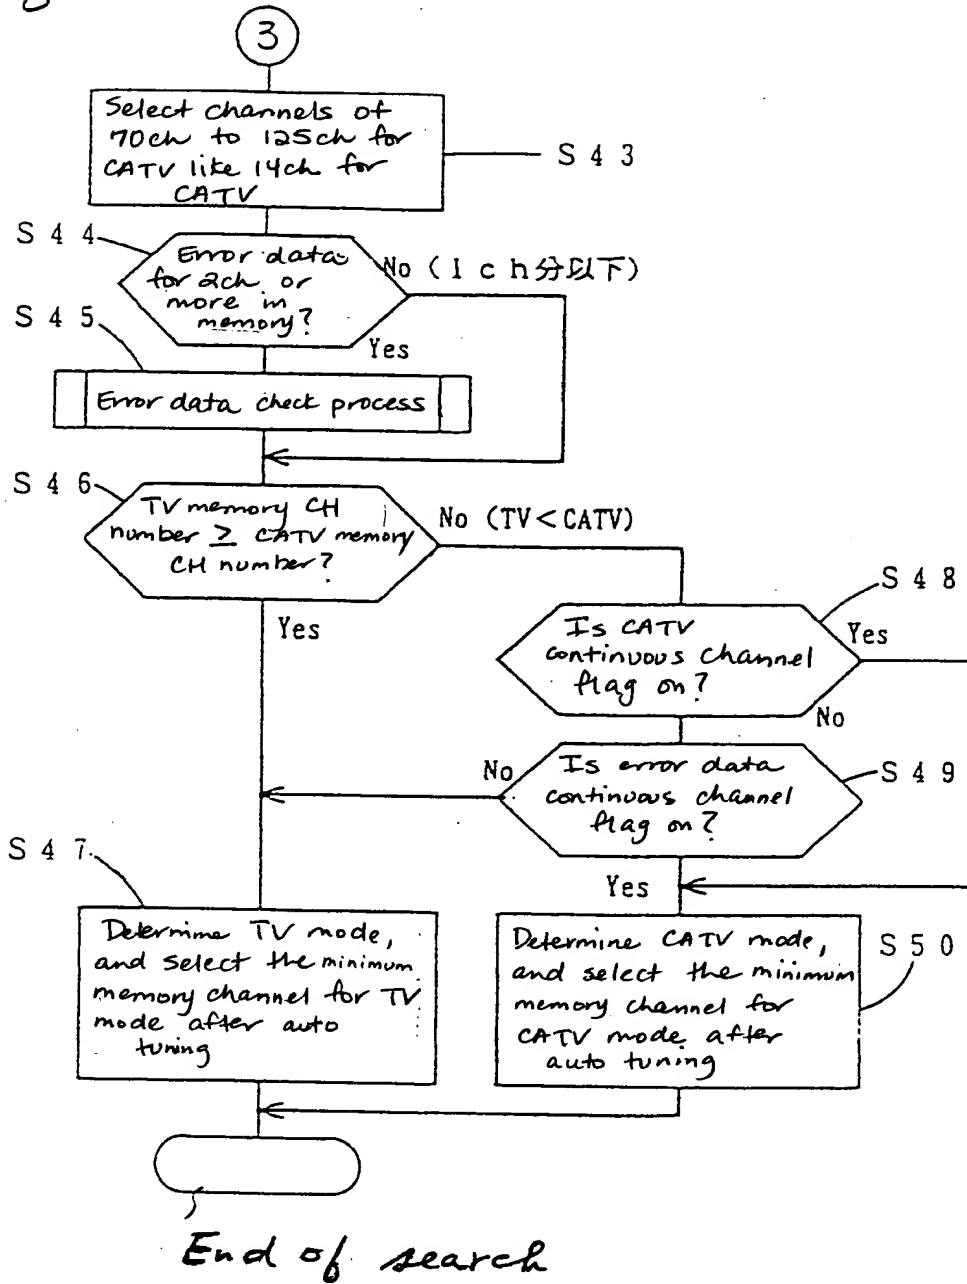 3
Select channels of
70ch to 125ch for
CATV like 14ch for
CATV
S 4 3
S 4 4
Error data
for 2ch or
more in
memory?
No (1 c h分以下)
S 4 5
Yes
Error data check process
S 4 6
TV memory CH
number ≥ CATV memory
CH number?
No (TV<CATV)
Yes
S 4 8
Is CATV
continuous channel
flag on?
Yes
No
S 4 9
Is error data
continuous channel
flag on?
No
Yes
S 4 7
Determine TV mode,
and select the minimum
memory channel for TV
mode after auto
tuning
S 5 0
Determine CATV mode,
and select the minimum
memory channel for
CATV mode after
auto tuning
End of search